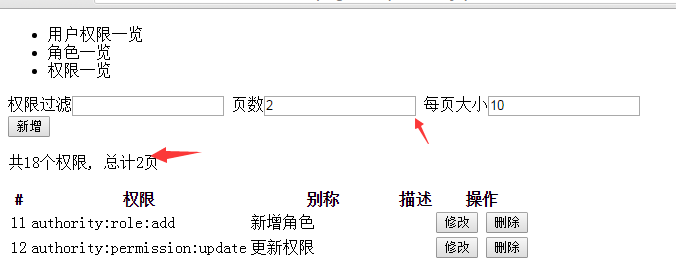 用户权限一览
角色一览
权限一览
权限过滤 页数 2 每页大小 10
新增
共18个权限, 总计2页
# 权限 别称 描述 操作
11 authority:role:add 新增角色 修改 删除
12 authority:permission:update 更新权限 修改 删除